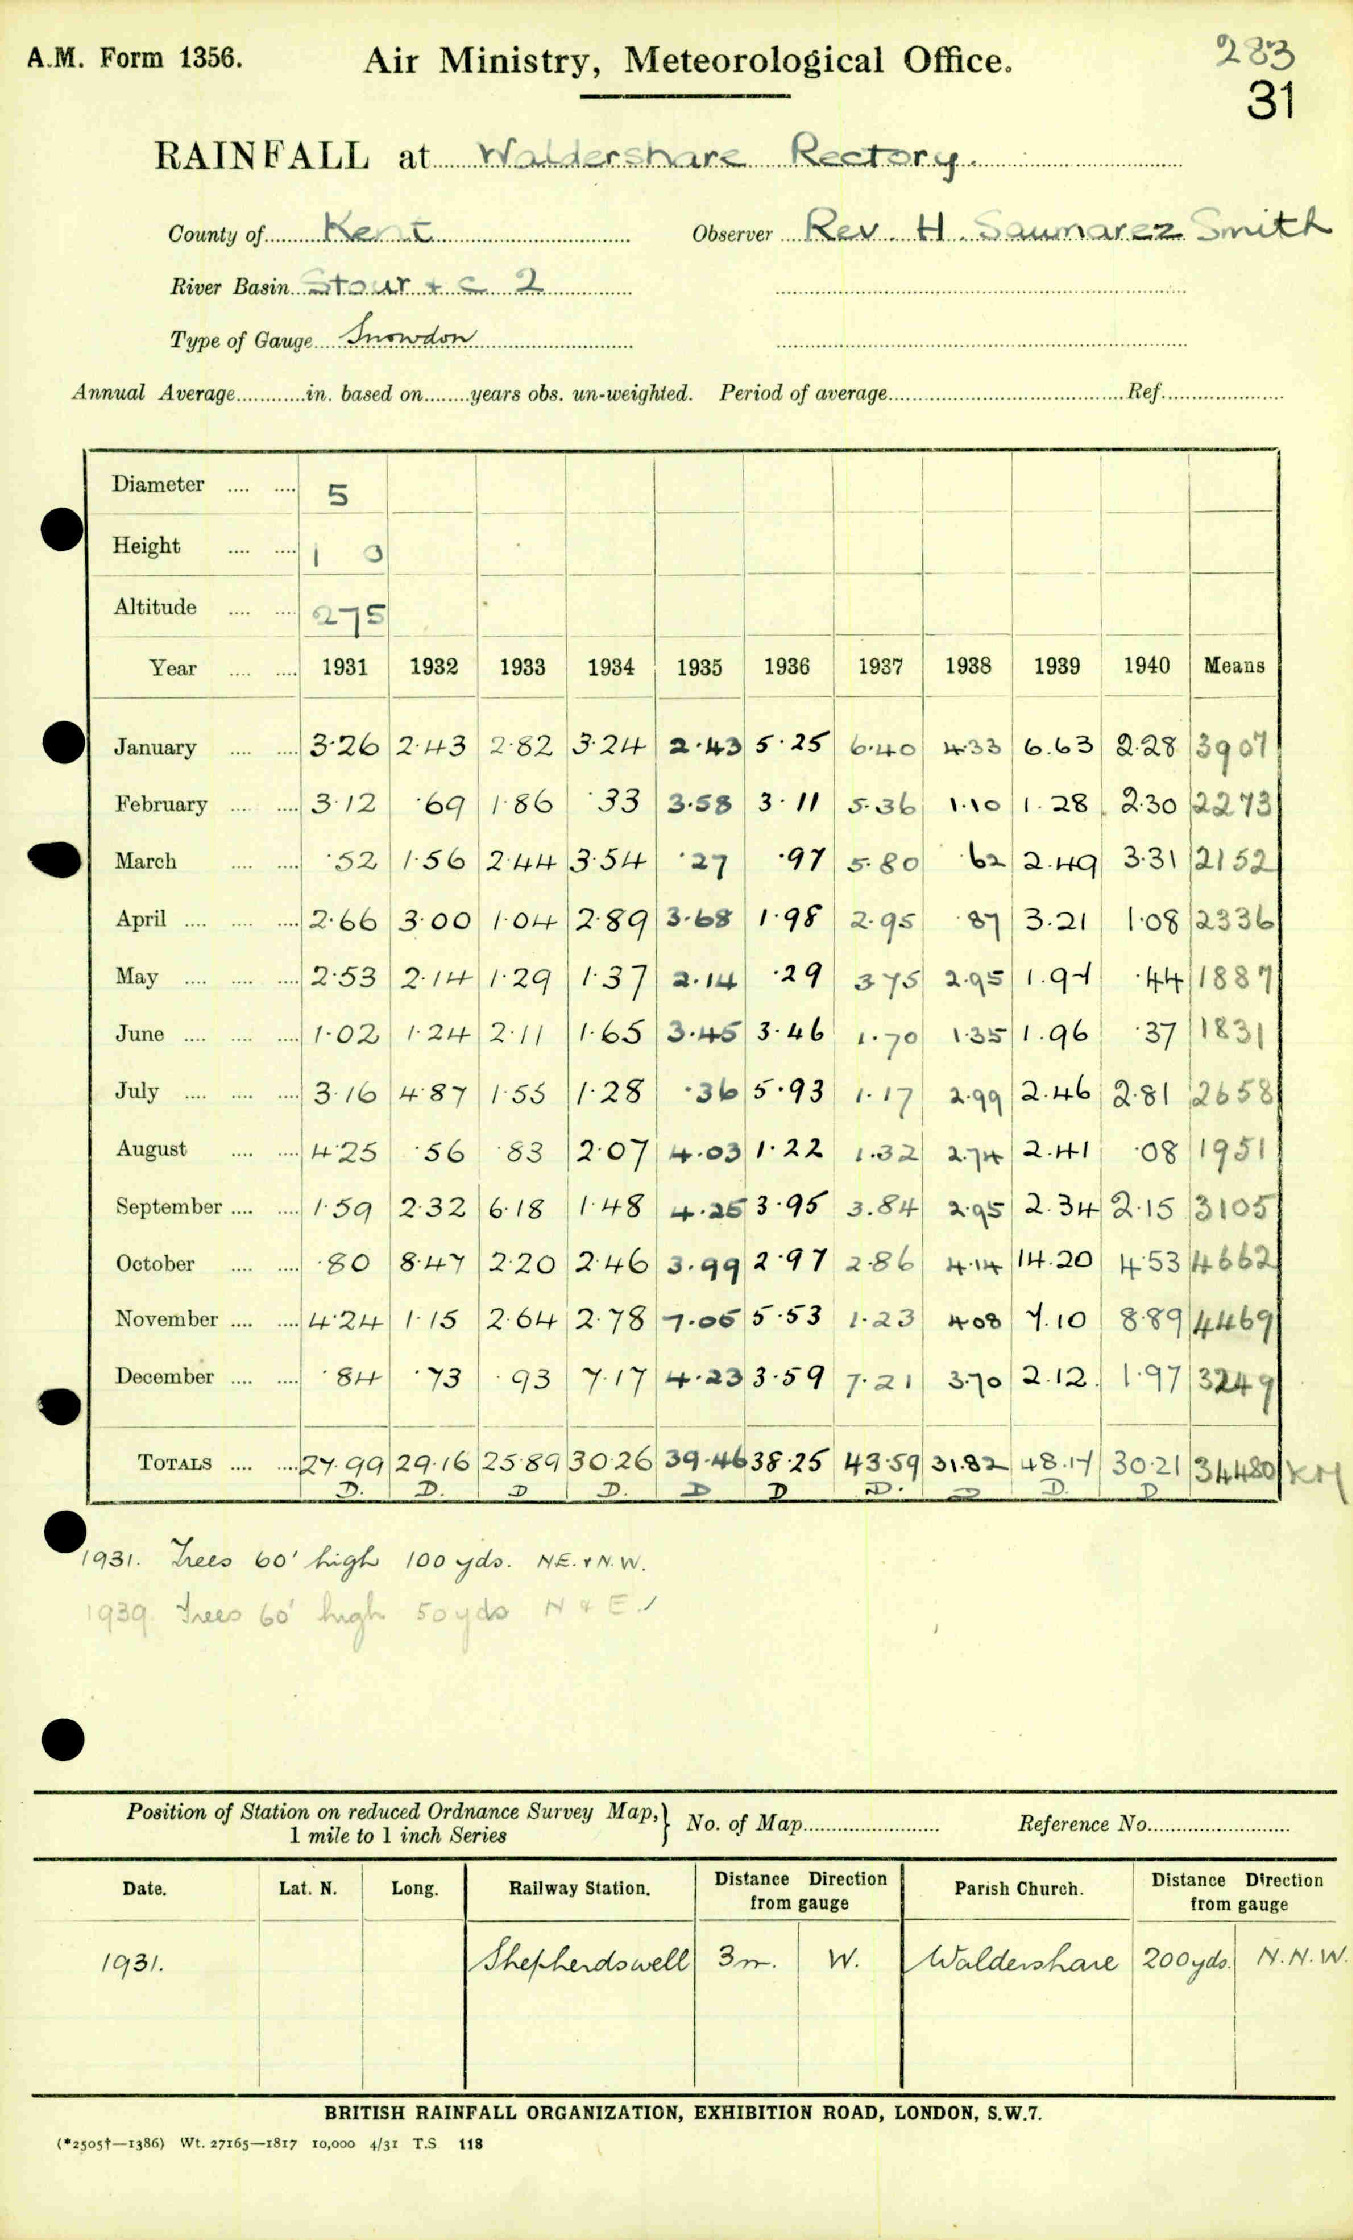 A.M. Form 1356. Air Ministry, Meteorological Office. 283
31
RAINFALL at Waldershare Rectory.
County of Kent Observer Rev. H. Saumarez Smith
River Basin Stour + c 2
Type of Gauge Snowdon
Annual Average in. based on years obs. un-weighted. Period of average Ref.
Diameter 5
Height 1 0
Altitude 275
Year 1931 1932 1933 1934 1935 1936 1937 1938 1939 1940 Means
January 3.26 2.43 2.82 3.24 2.43 5.25 6.40 4.33 6.63 2.28 3907
February 3.12 .69 1.86 .33 3.58 3.11 5.36 1.10 1.28 2.30 2273
March .52 1.56 2.44 3.54 .27 .97 5.80 .62 2.49 3.31 2152
April 2.66 3.00 1.04 2.89 3.68 1.98 2.95 .87 3.21 1.08 2336
May 2.53 2.14 1.29 1.37 2.14 .29 3 75 2.95 1.94 .44 1887
June 1.02 1.24 2.11 1.65 3.45 3.46 1.70 1.35 1.96 .37 1831
July 3.16 4.87 1.55 1.28 .36 5.93 1.17 2.99 2.46 2.81 2658
August 4.25 .56 .83 2.07 4.03 1.22 1.32 2.74 2.41 .08 1951
September 1.59 2.32 6.18 1.48 4.25 3.95 3.84 2.95 2.34 2.15 3105
October .80 8.47 2.20 2.46 3.99 2.97 2.86 4.14 14.20 4.53 4662
November 4.24 1.15 2.64 2.78 7.05 5.53 1.23 4.08 7.10 8.89 4469
December .84 .73 .93 7.17 4.23 3.59 7.21 3.70 2.12. 1.97 3249
TOTALS 27.99 29.16 25.89 30.26 39.46 38.25 43.59 31.82 48.14 30.21 34480 KM
D. D. D D. D D D. D D. D
1931. Trees 60' high 100 yds. N.E. + N.W.
1939. Trees 60' high 50 yds N & E.
Position of Station on reduced Ordnance Survey Map, 1 mile to 1 inch Series } No. of Map Reference No.
Date. Lat. N. Long. Railway Station. Distance Direction from gauge Parish Church. Distance Direction from gauge
1931. Shepherdswell 3m. W. Waldershare 200 yds. N.N.W.
BRITISH RAINFALL ORGANIZATION, EXHIBITION ROAD, LONDON, S.W.7.
(*2505†—1386) Wt. 27165—1817 10,000 4/31 T.S 118